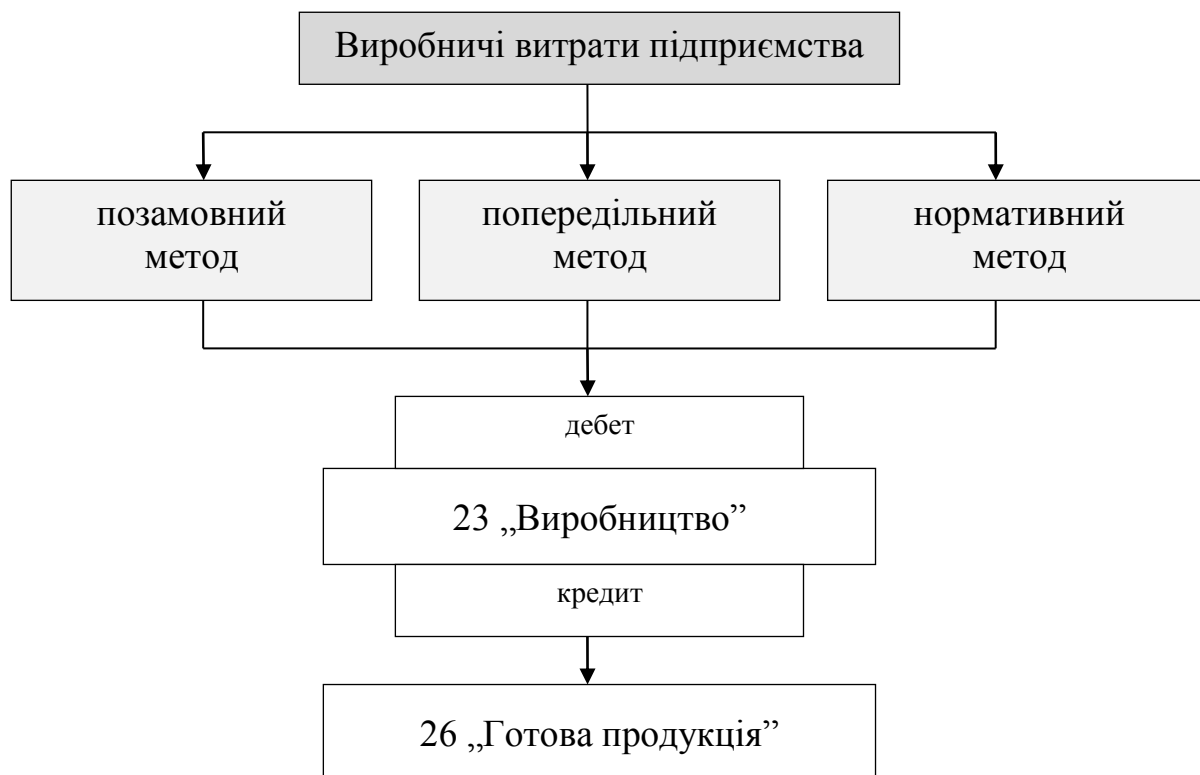 Виробничі витрати підприємства
позамовний
метод
попередільний
метод
нормативний
метод
дебет
23 „Виробництво”
кредит
26 „Готова продукція”